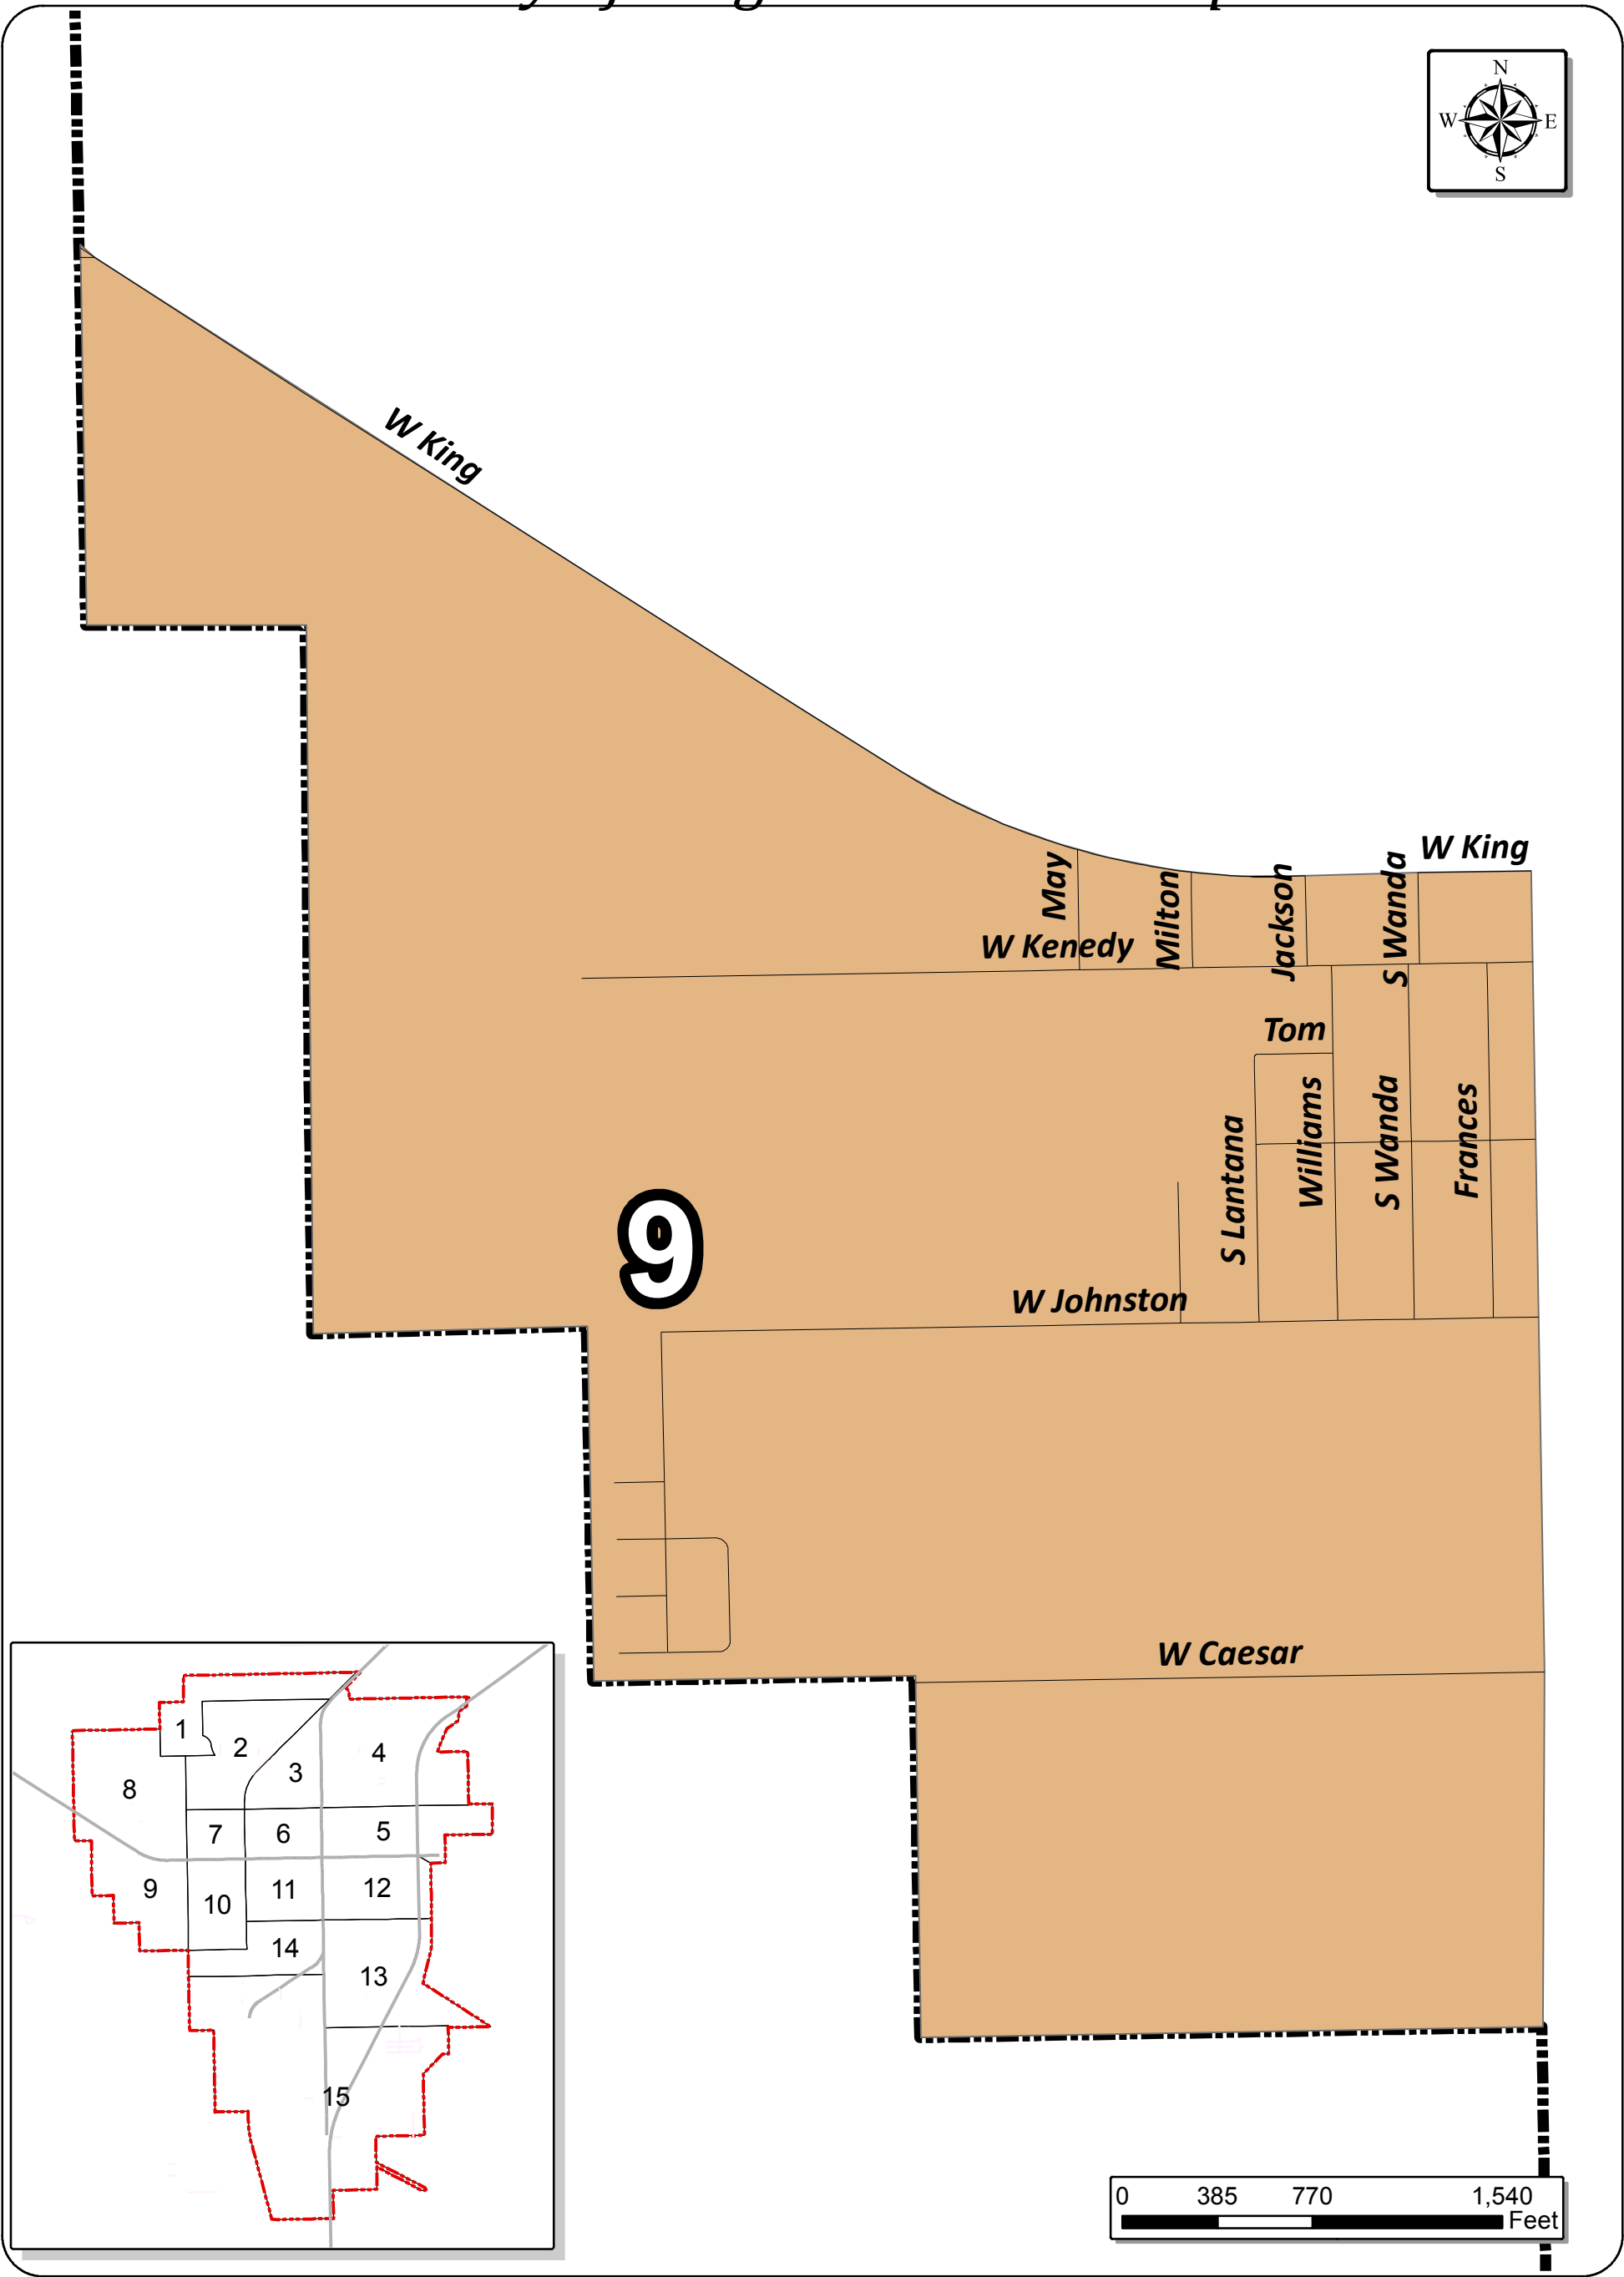 N
W E
S
W King
W King
May
Milton
Jackson
S Wanda
W Kenedy
Tom
S Lantana
Williams
S Wanda
Frances
9
W Johnston
W Caesar
1
2
3
4
8
7
6
5
9
10
11
12
14
13
15
0 385 770 1,540
Feet